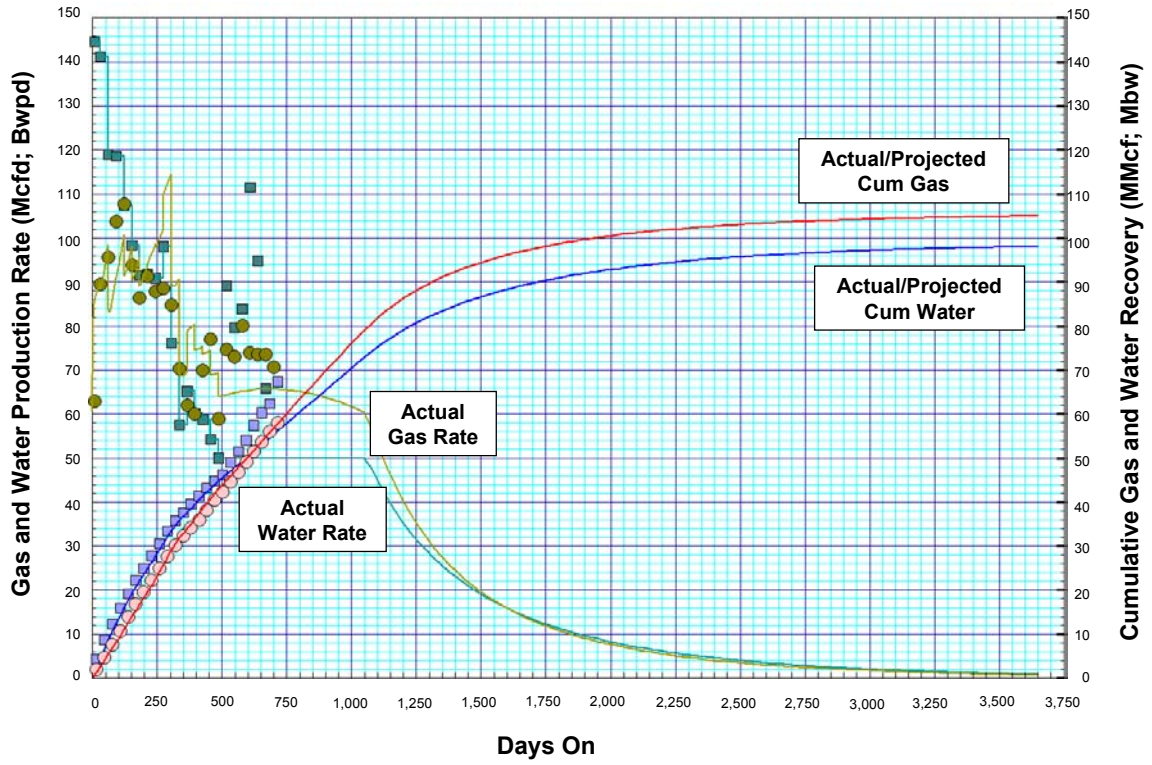 Gas and Water Production Rate (Mcfd; Bwpd)
150
140
130
120
110
100
90
80
70
60
50
40
30
20
10
0
Actual/Projected
Cum Gas
Actual/Projected
Cum Water
Actual
Gas Rate
Actual
Water Rate
150
140
130
120
110
100
90
80
70
60
50
40
30
20
10
0
Cumulative Gas and Water Recovery (MMcf; Mbw)
0 250 500 750 1,000 1,250 1,500 1,750 2,000 2,250 2,500 2,750 3,000 3,250 3,500 3,750
Days On